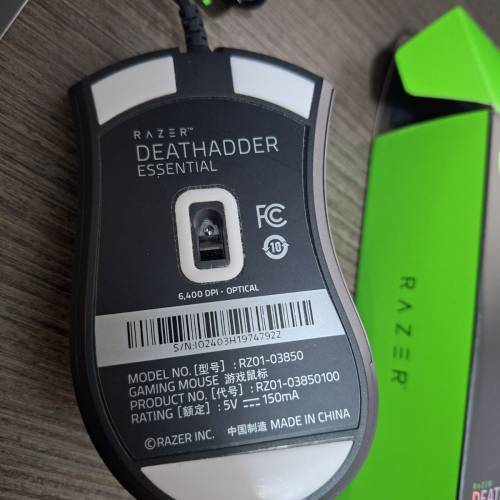 RAZER™
DEATHADDER
ESSENTIAL
FC
10
6,400 DPI • OPTICAL
S/N:IO2403H19747922
MODEL NO. [型号] : RZ01-03850
GAMING MOUSE 游戏鼠标
PRODUCT NO. [代号] : RZ01-03850100
RATING [额定] : 5V ⎓ 150mA
©RAZER INC. 中国制造 MADE IN CHINA
RAZER
RAZER